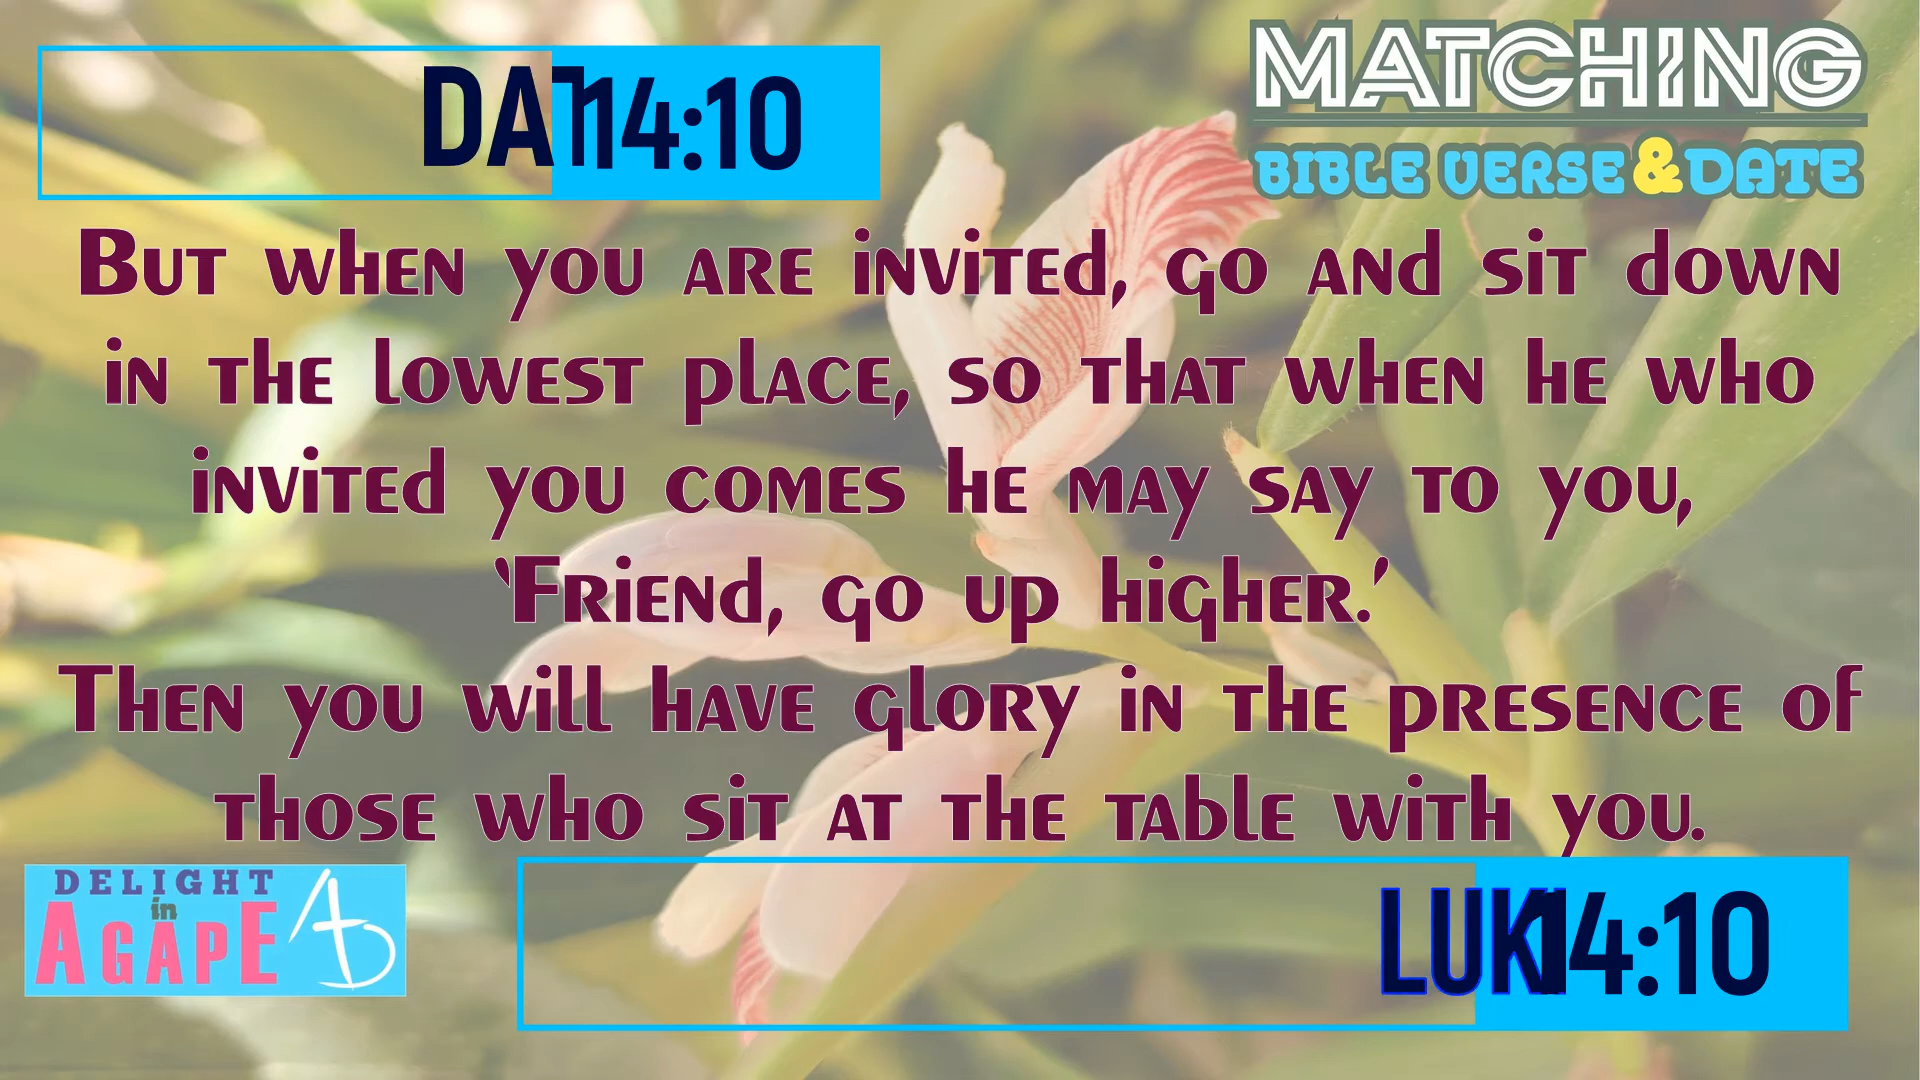 MATCHING
BIBLE VERSE & DATE
14:10
But when you are invited, go and sit down
in the lowest place, so that when he who
invited you comes he may say to you,
‘Friend, go up higher.’
Then you will have glory in the presence of
those who sit at the table with you.
DELIGHT
in
AGAPE
LUK 14:10